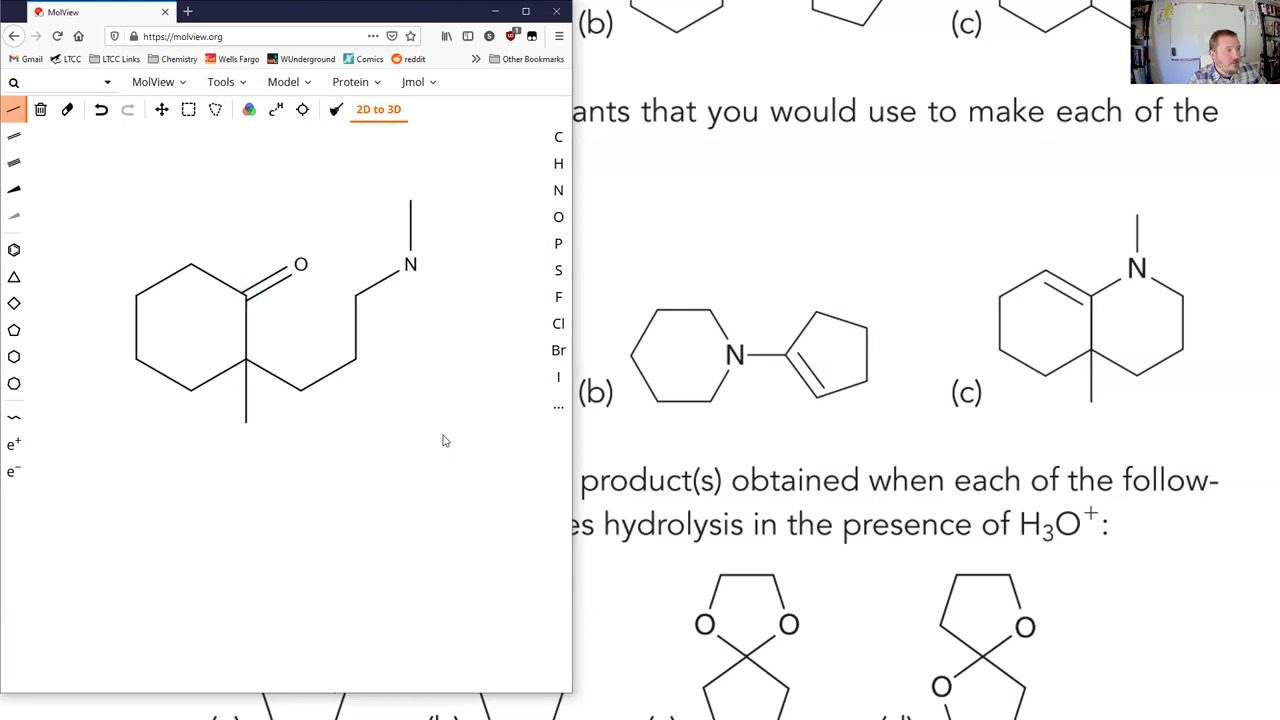 MolView
https://molview.org
Gmail LTCC LTCC Links Chemistry Wells Fargo WUnderground Comics reddit Other Bookmarks
MolView Tools Model Protein Jmol
2D to 3D
C
H
N
O
P
S
F
Cl
Br
I
...
e+
e−
O
N
(b)
(c)
ants that you would use to make each of the
N
(b)
N
(c)
product(s) obtained when each of the follow-
es hydrolysis in the presence of H₃O⁺:
O O
O
O